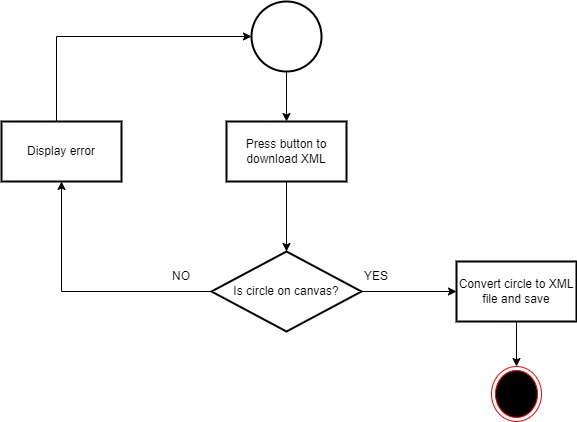 Press button to
download XML
Display error
NO
YES
Is circle on canvas?
Convert circle to XML
file and save